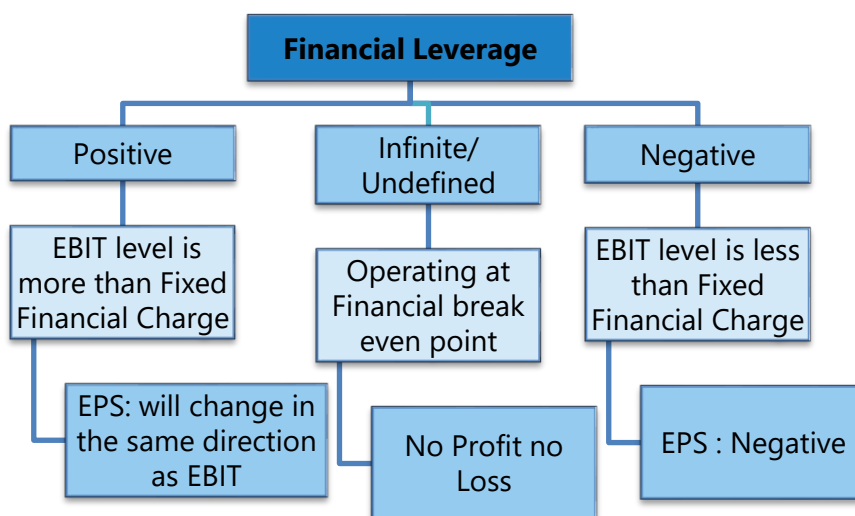 Financial Leverage
Positive
Infinite/
Undefined
Negative
EBIT level is
more than Fixed
Financial Charge
Operating at
Financial break
even point
EBIT level is less
than Fixed
Financial Charge
EPS: will change in
the same direction
as EBIT
No Profit no
Loss
EPS : Negative